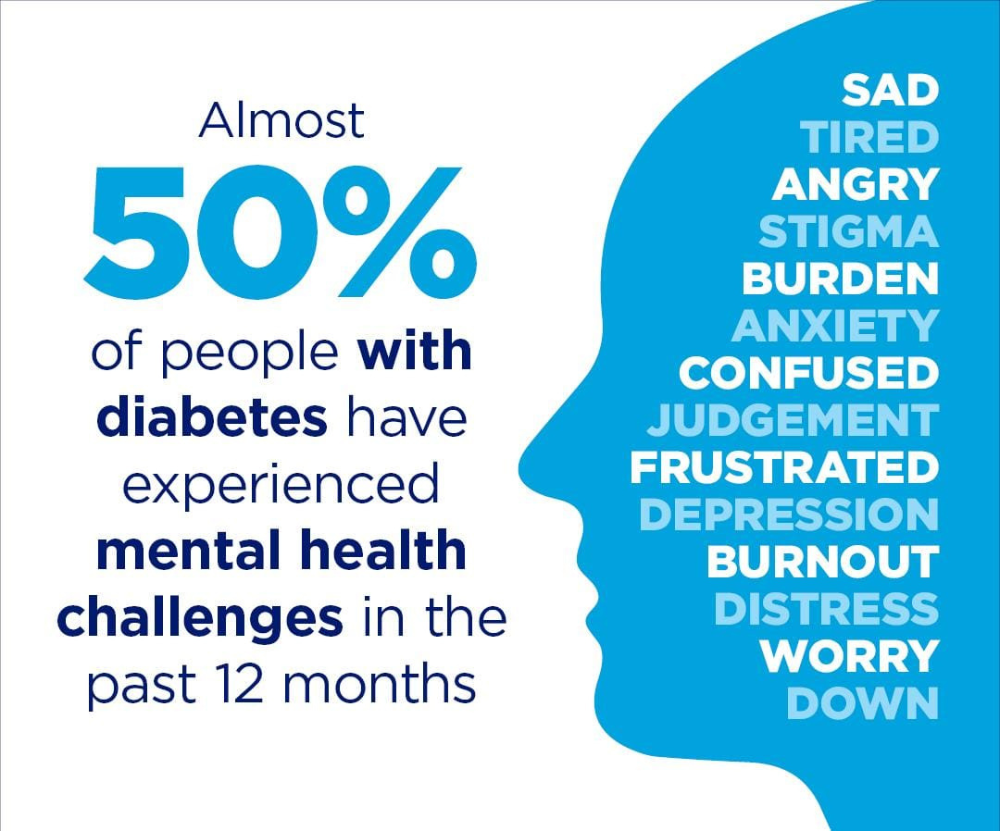 Almost
50%
of people with
diabetes have
experienced
mental health
challenges in the
past 12 months
SAD
TIRED
ANGRY
STIGMA
BURDEN
ANXIETY
CONFUSED
JUDGEMENT
FRUSTRATED
DEPRESSION
BURNOUT
DISTRESS
WORRY
DOWN